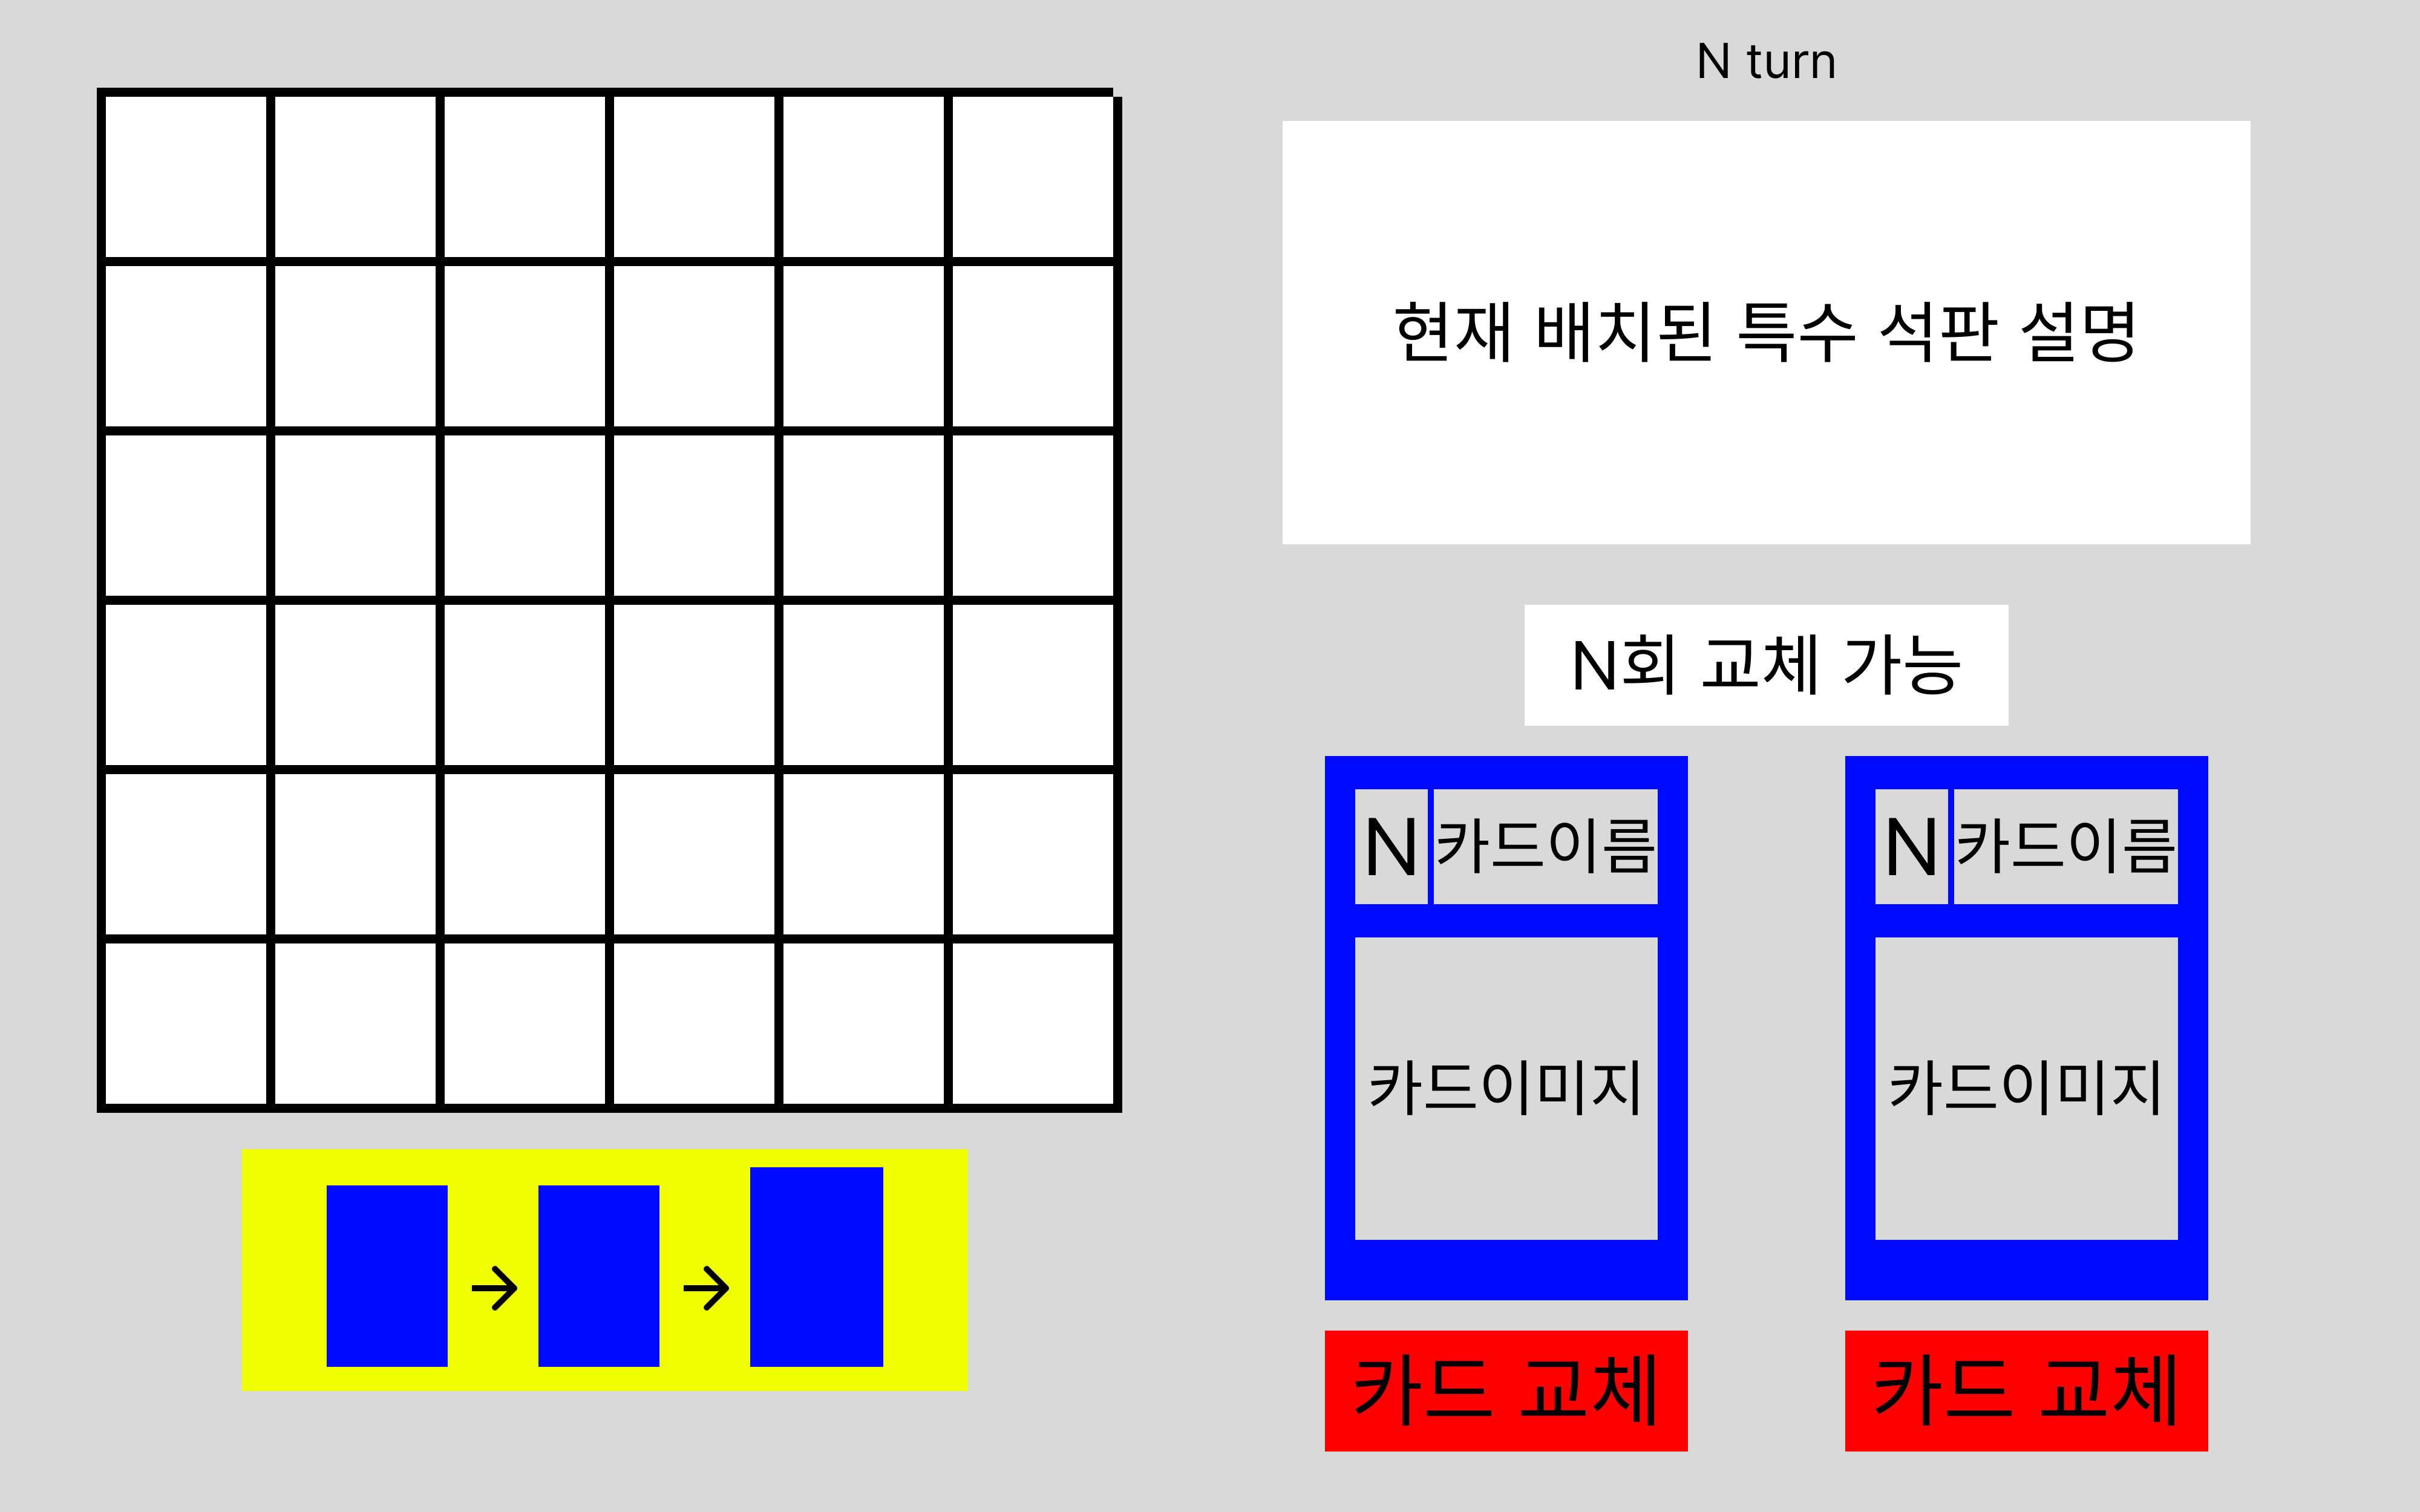 N turn
현재 배치된 특수 석판 설명
N회 교체 가능
N 카드이름
N 카드이름
카드이미지
카드이미지
카드 교체
카드 교체